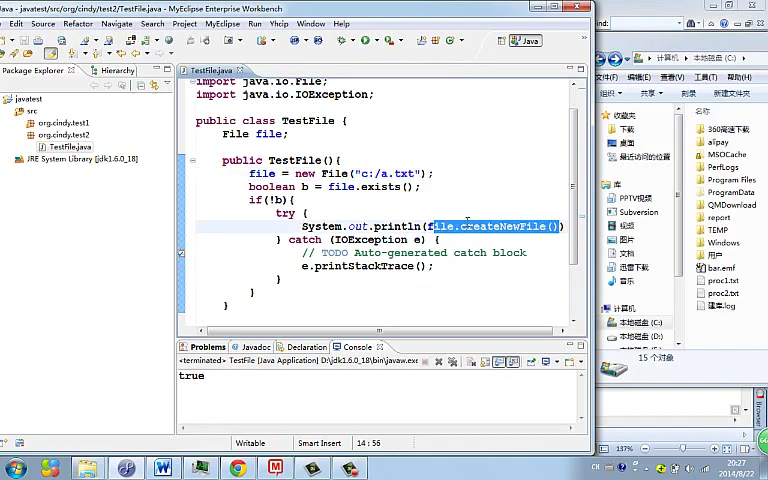 Java - javatest/src/org/cindy/test2/TestFile.java - MyEclipse Enterprise Workbench
Edit Source Refactor Navigate Search Project MyEclipse Run Yhcip Window Help
Java
Package Explorer Hierarchy
javatest
src
org.cindy.test1
org.cindy.test2
TestFile.java
JRE System Library [jdk1.6.0_18]
TestFile.java
import java.io.File;
import java.io.IOException;
public class TestFile {
File file;
public TestFile(){
file = new File("c:/a.txt");
boolean b = file.exists();
if(!b){
try {
System.out.println(file.createNewFile())
} catch (IOException e) {
// TODO Auto-generated catch block
e.printStackTrace();
}
}
}
Problems Javadoc Declaration Console
<terminated> TestFile [Java Application] D:\jdk1.6.0_18\bin\javaw.exe
true
Writable Smart Insert 14 : 56
计算机 本地磁盘 (C:)
文件(F) 编辑(E) 查看(V) 工具(T) 帮助(H)
组织 共享 刻录 新建文件夹
收藏夹
下载
桌面
最近访问的位置
库
PPTV视频
Subversion
视频
图片
文档
迅雷下载
音乐
计算机
本地磁盘 (C:)
本地磁盘 (D:)
名称
360高速下载
alipay
MSOCache
PerfLogs
Program Files
ProgramData
QMDownload
report
TEMP
Windows
用户
bar.emf
proc1.txt
proc2.txt
建库.log
15 个对象
Browser
137%
CH
20:27
2014/8/22